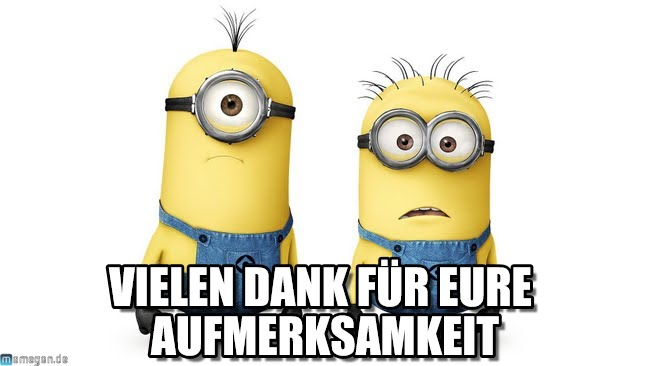 VIELEN DANK FÜR EURE
AUFMERKSAMKEIT
memegen.de